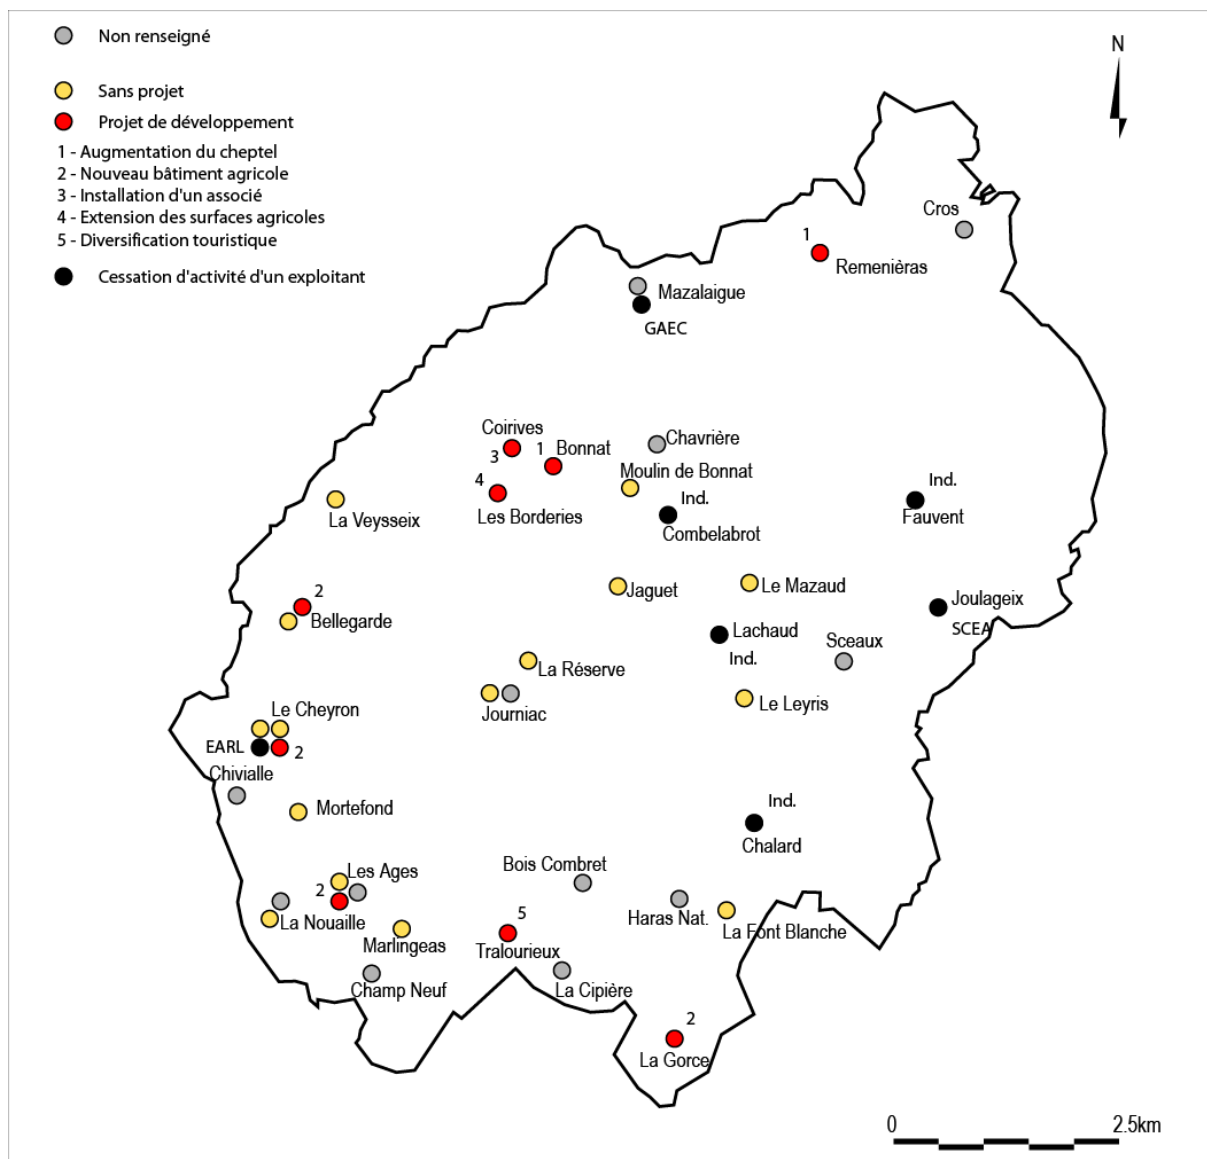 Non renseigné
Sans projet
Projet de développement
1 - Augmentation du cheptel
2 - Nouveau bâtiment agricole
3 - Installation d'un associé
4 - Extension des surfaces agricoles
5 - Diversification touristique
Cessation d'activité d'un exploitant
N
Cros
1
Remenièras
Mazalaigue
GAEC
Coirives
3
1
Bonnat
Chavrière
Moulin de Bonnat
4
Les Borderies
Ind.
Combelabrot
Ind.
Fauvent
La Veysseix
2
Bellegarde
Jaguet
Le Mazaud
Joulageix
SCEA
Lachaud
Ind.
Sceaux
La Réserve
Journiac
Le Leyris
Le Cheyron
EARL
2
Chivialle
Mortefond
Ind.
Chalard
Les Ages
2
La Nouaille
Marlingeas
Champ Neuf
Bois Combret
5
Tralourieux
La Cipière
Haras Nat.
La Font Blanche
2
La Gorce
0
2.5km